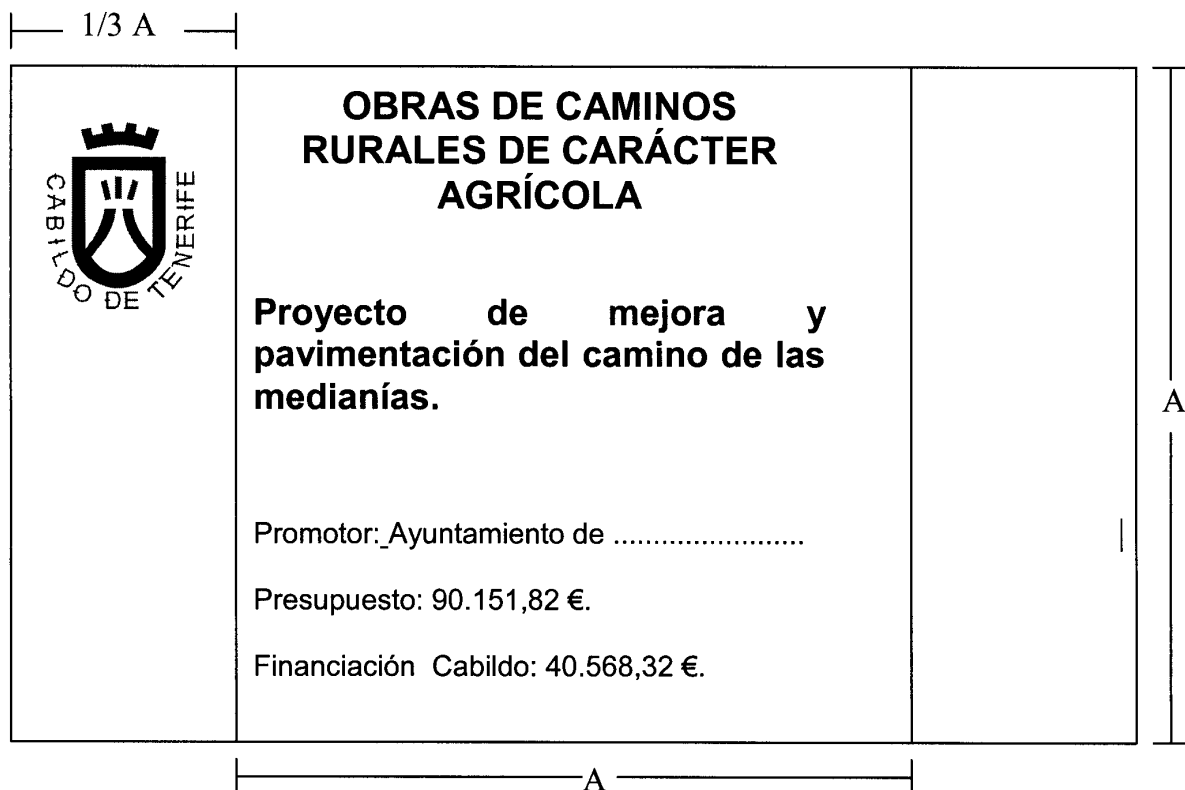 1/3 A
OBRAS DE CAMINOS
RURALES DE CARÁCTER
AGRÍCOLA
CABILDO DE TENERIFE
Proyecto de mejora y
pavimentación del camino de las
medianías.
A
Promotor: Ayuntamiento de ........................
Presupuesto: 90.151,82 €.
Financiación Cabildo: 40.568,32 €.
A